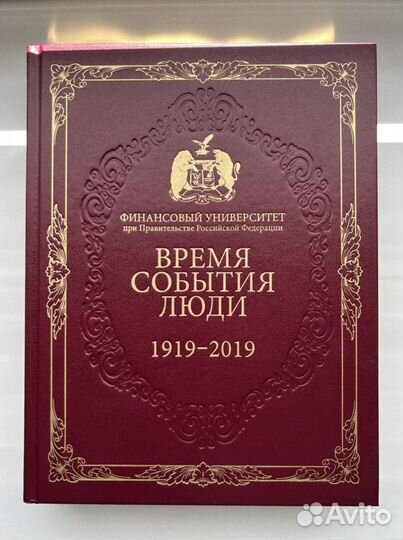 ФИНАНСОВЫЙ УНИВЕРСИТЕТ
при Правительстве Российской Федерации
ВРЕМЯ
СОБЫТИЯ
ЛЮДИ
1919–2019
Avito